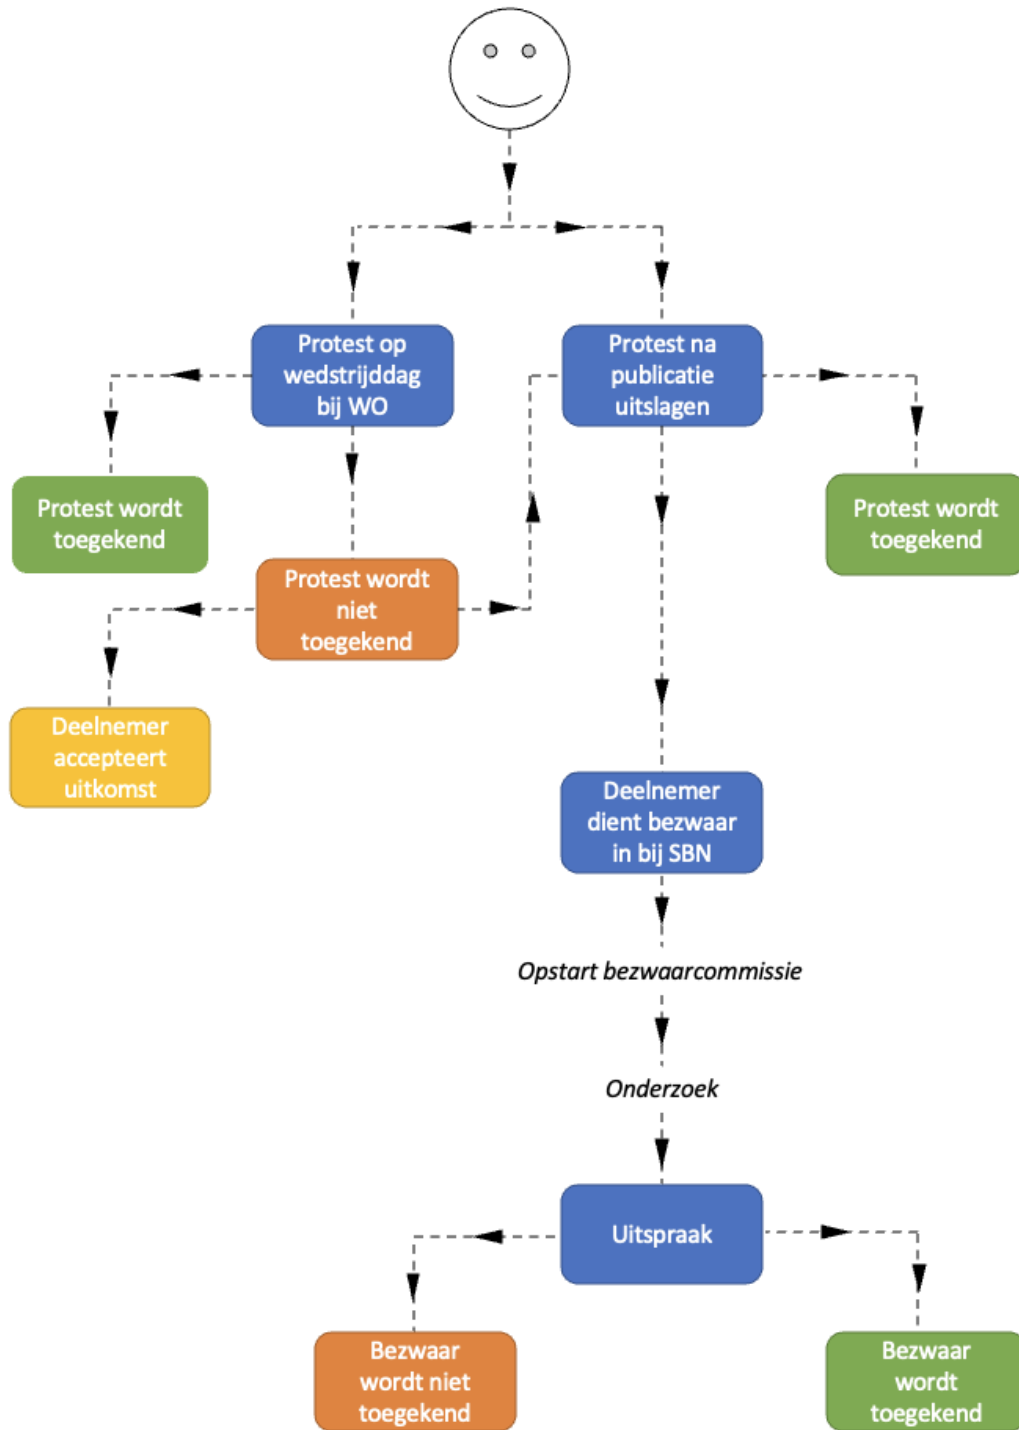 Protest op
wedstrijddag
bij WO
Protest na
publicatie
uitslagen
Protest wordt
toegekend
Protest wordt
toegekend
Protest wordt
niet
toegekend
Deelnemer
accepteert
uitkomst
Deelnemer
dient bezwaar
in bij SBN
Opstart bezwaarcommissie
Onderzoek
Uitspraak
Bezwaar
wordt niet
toegekend
Bezwaar
wordt
toegekend